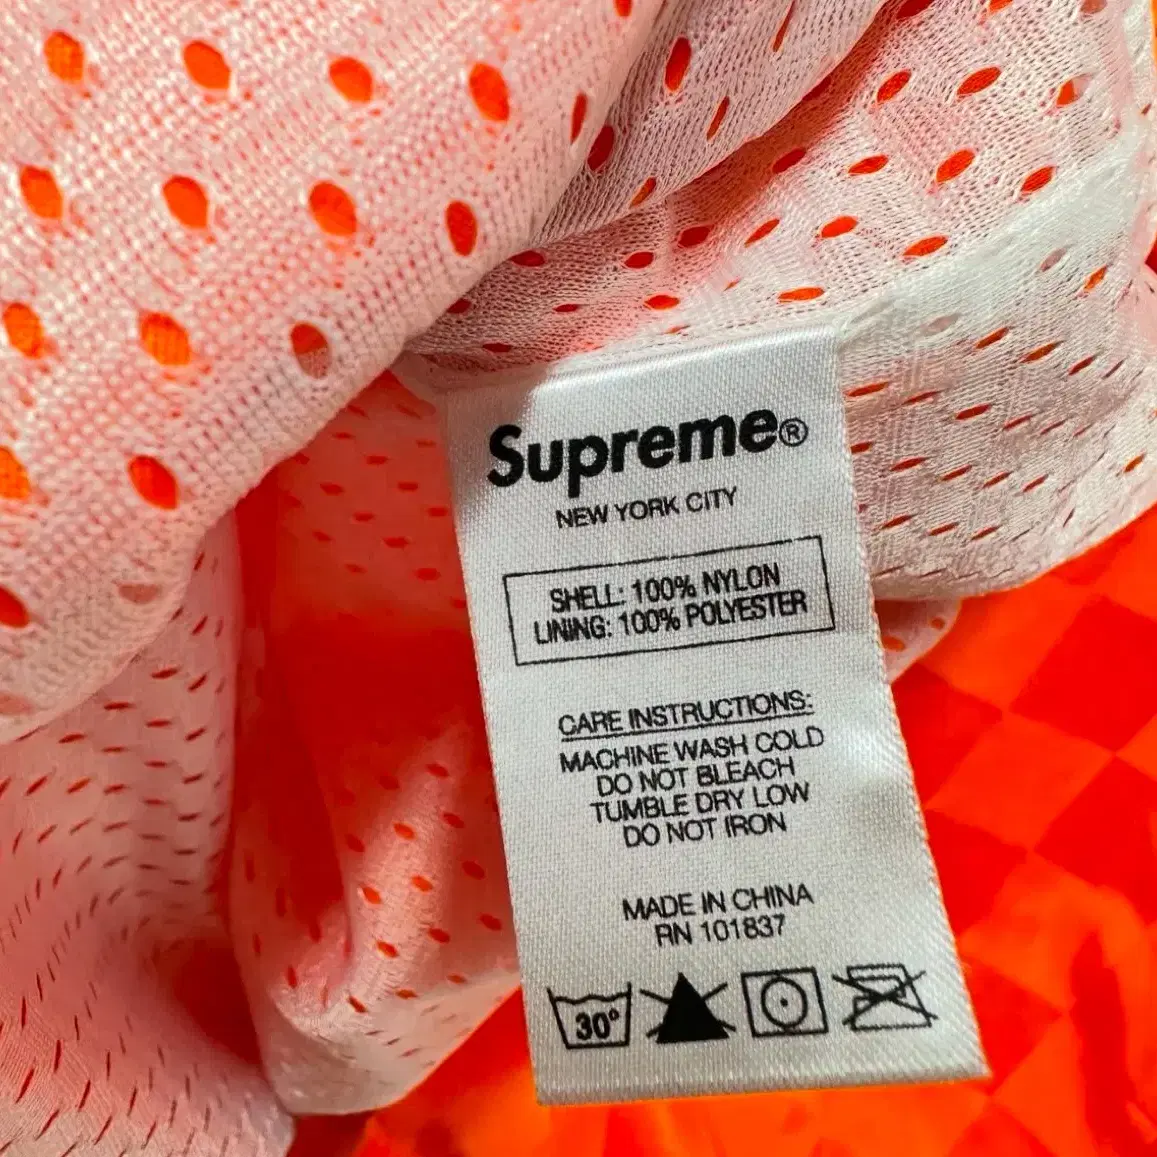 Supreme®
NEW YORK CITY
SHELL: 100% NYLON
LINING: 100% POLYESTER
CARE INSTRUCTIONS:
MACHINE WASH COLD
DO NOT BLEACH
TUMBLE DRY LOW
DO NOT IRON
MADE IN CHINA
RN 101837
30°